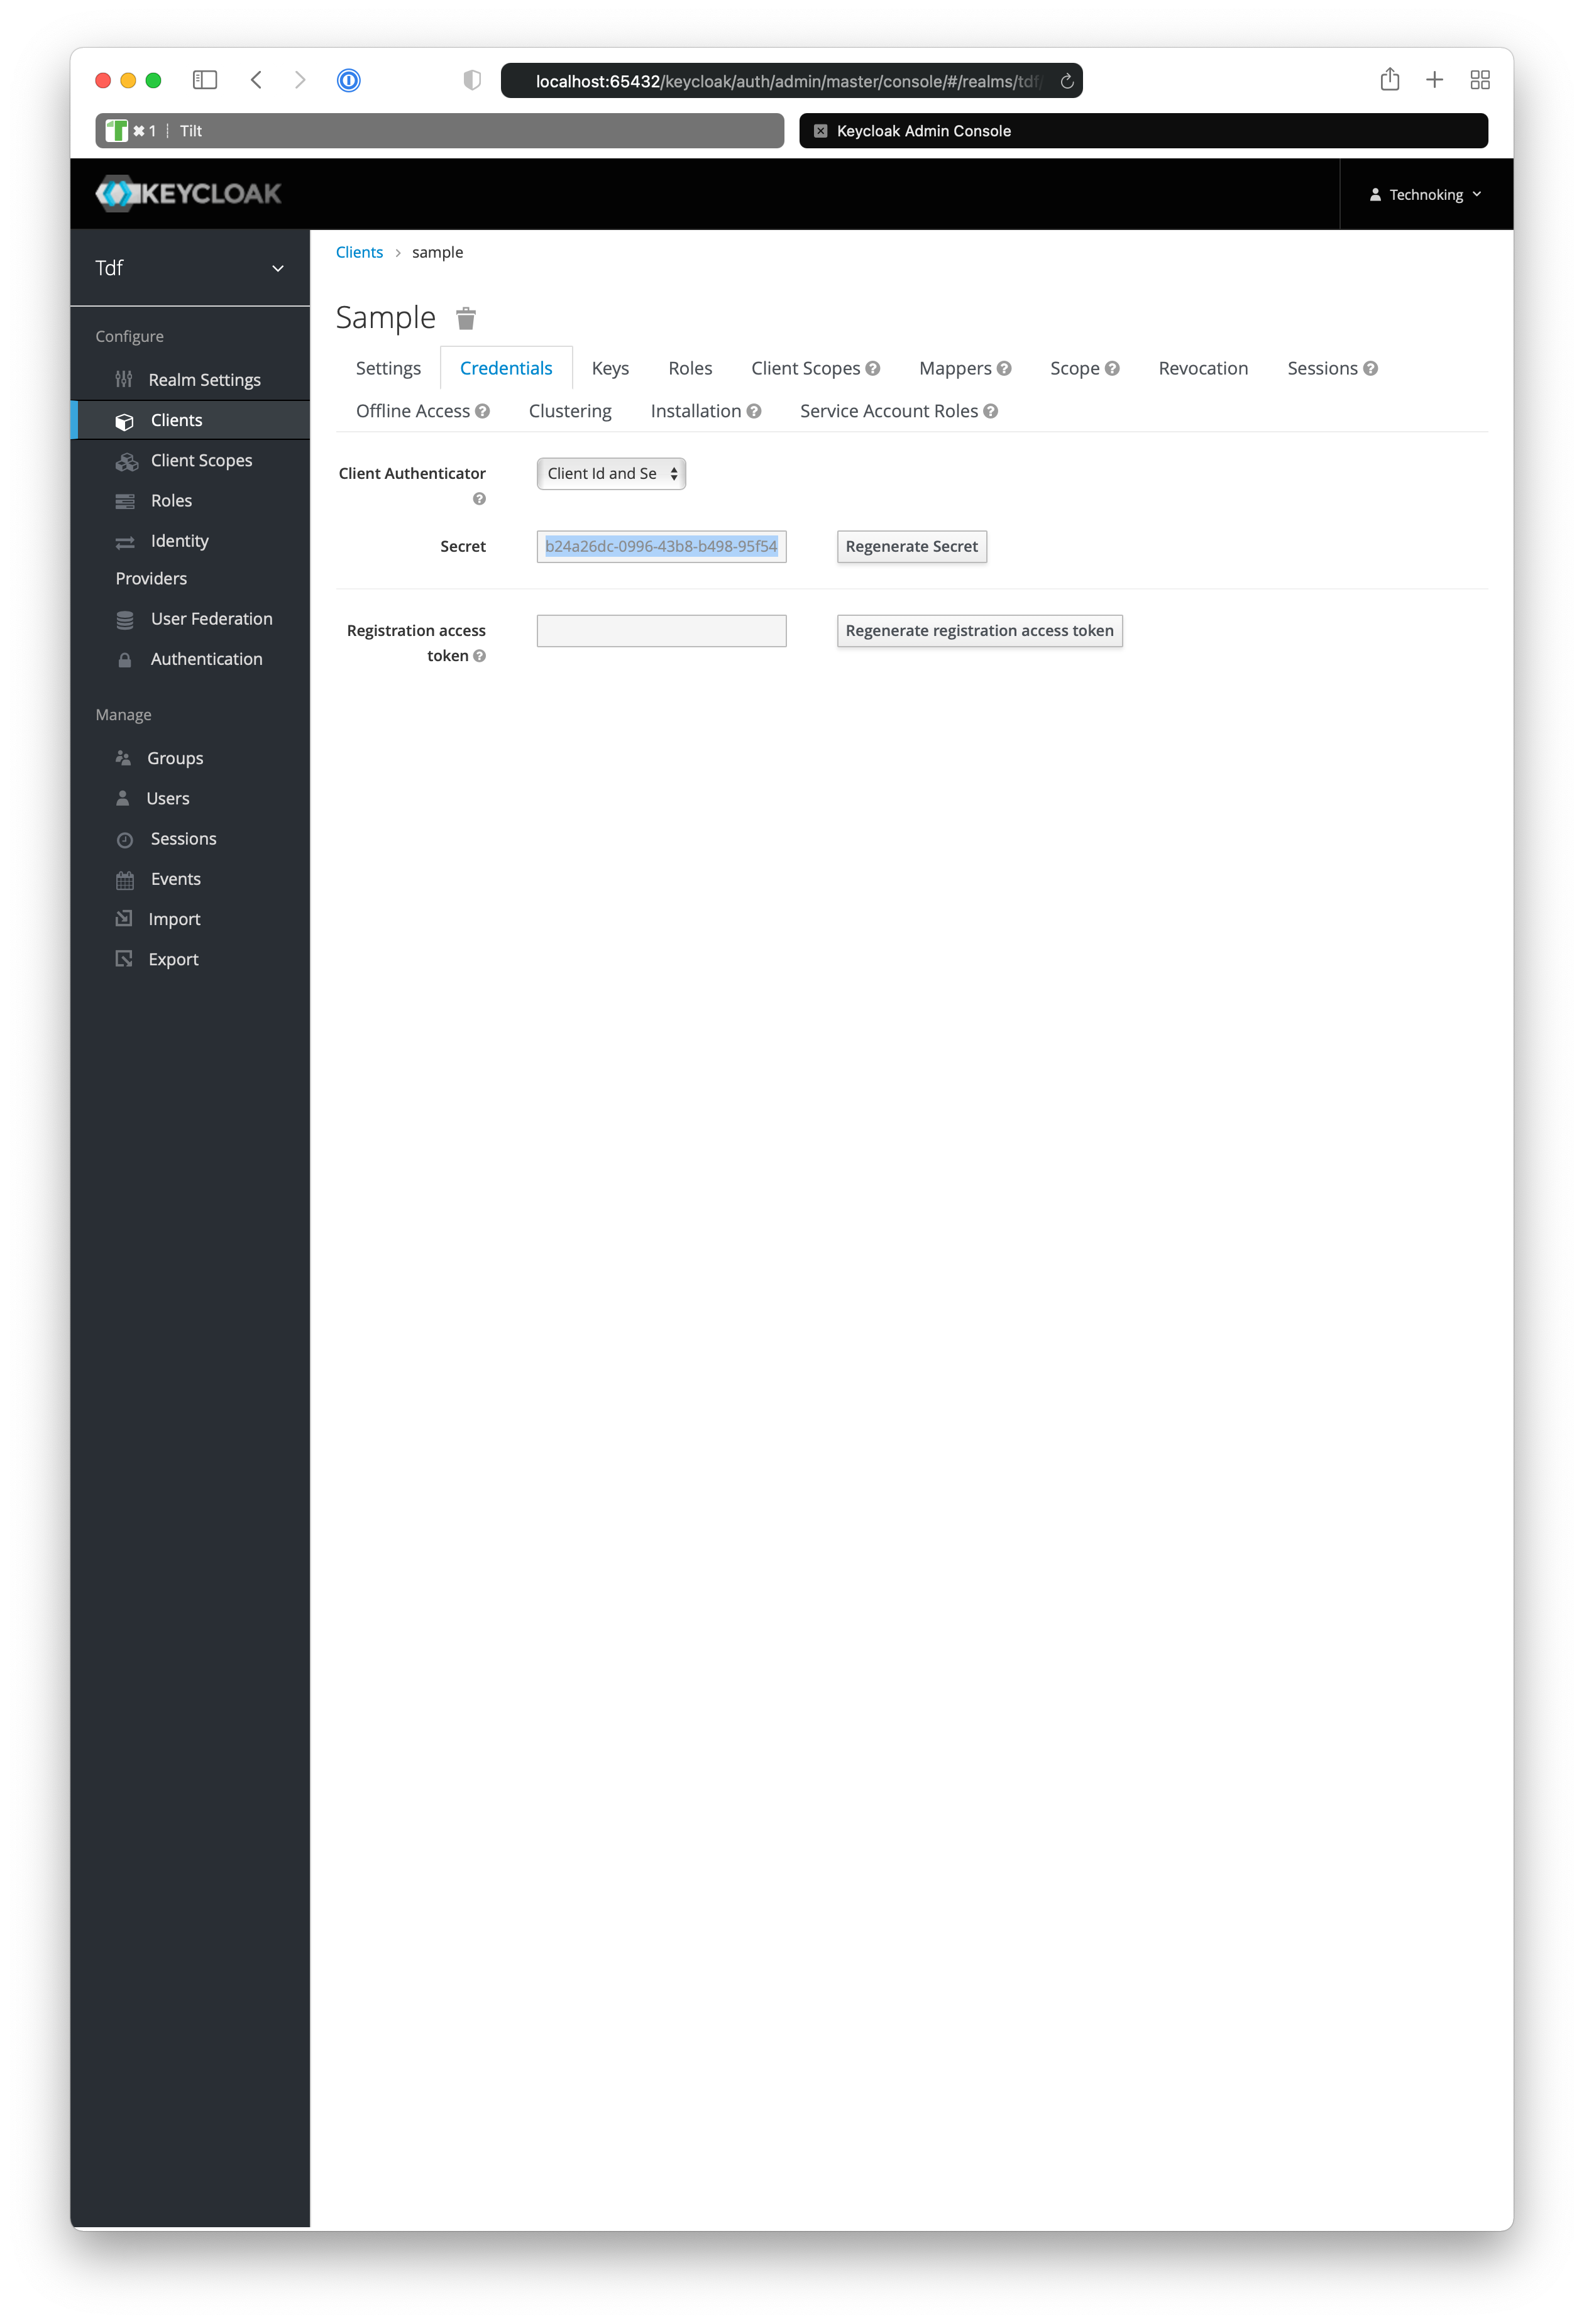 localhost:65432/keycloak/auth/admin/master/console/#/realms/tdf/
✖ 1 ┊ Tilt
Keycloak Admin Console
KEYCLOAK
Technoking
Tdf
Configure
Realm Settings
Clients
Client Scopes
Roles
Identity
Providers
User Federation
Authentication
Manage
Groups
Users
Sessions
Events
Import
Export
Clients > sample
Sample
Settings Credentials Keys Roles Client Scopes Mappers Scope Revocation Sessions
Offline Access Clustering Installation Service Account Roles
Client Authenticator Client Id and Se
Secret b24a26dc-0996-43b8-b498-95f54 Regenerate Secret
Registration access Regenerate registration access token
token